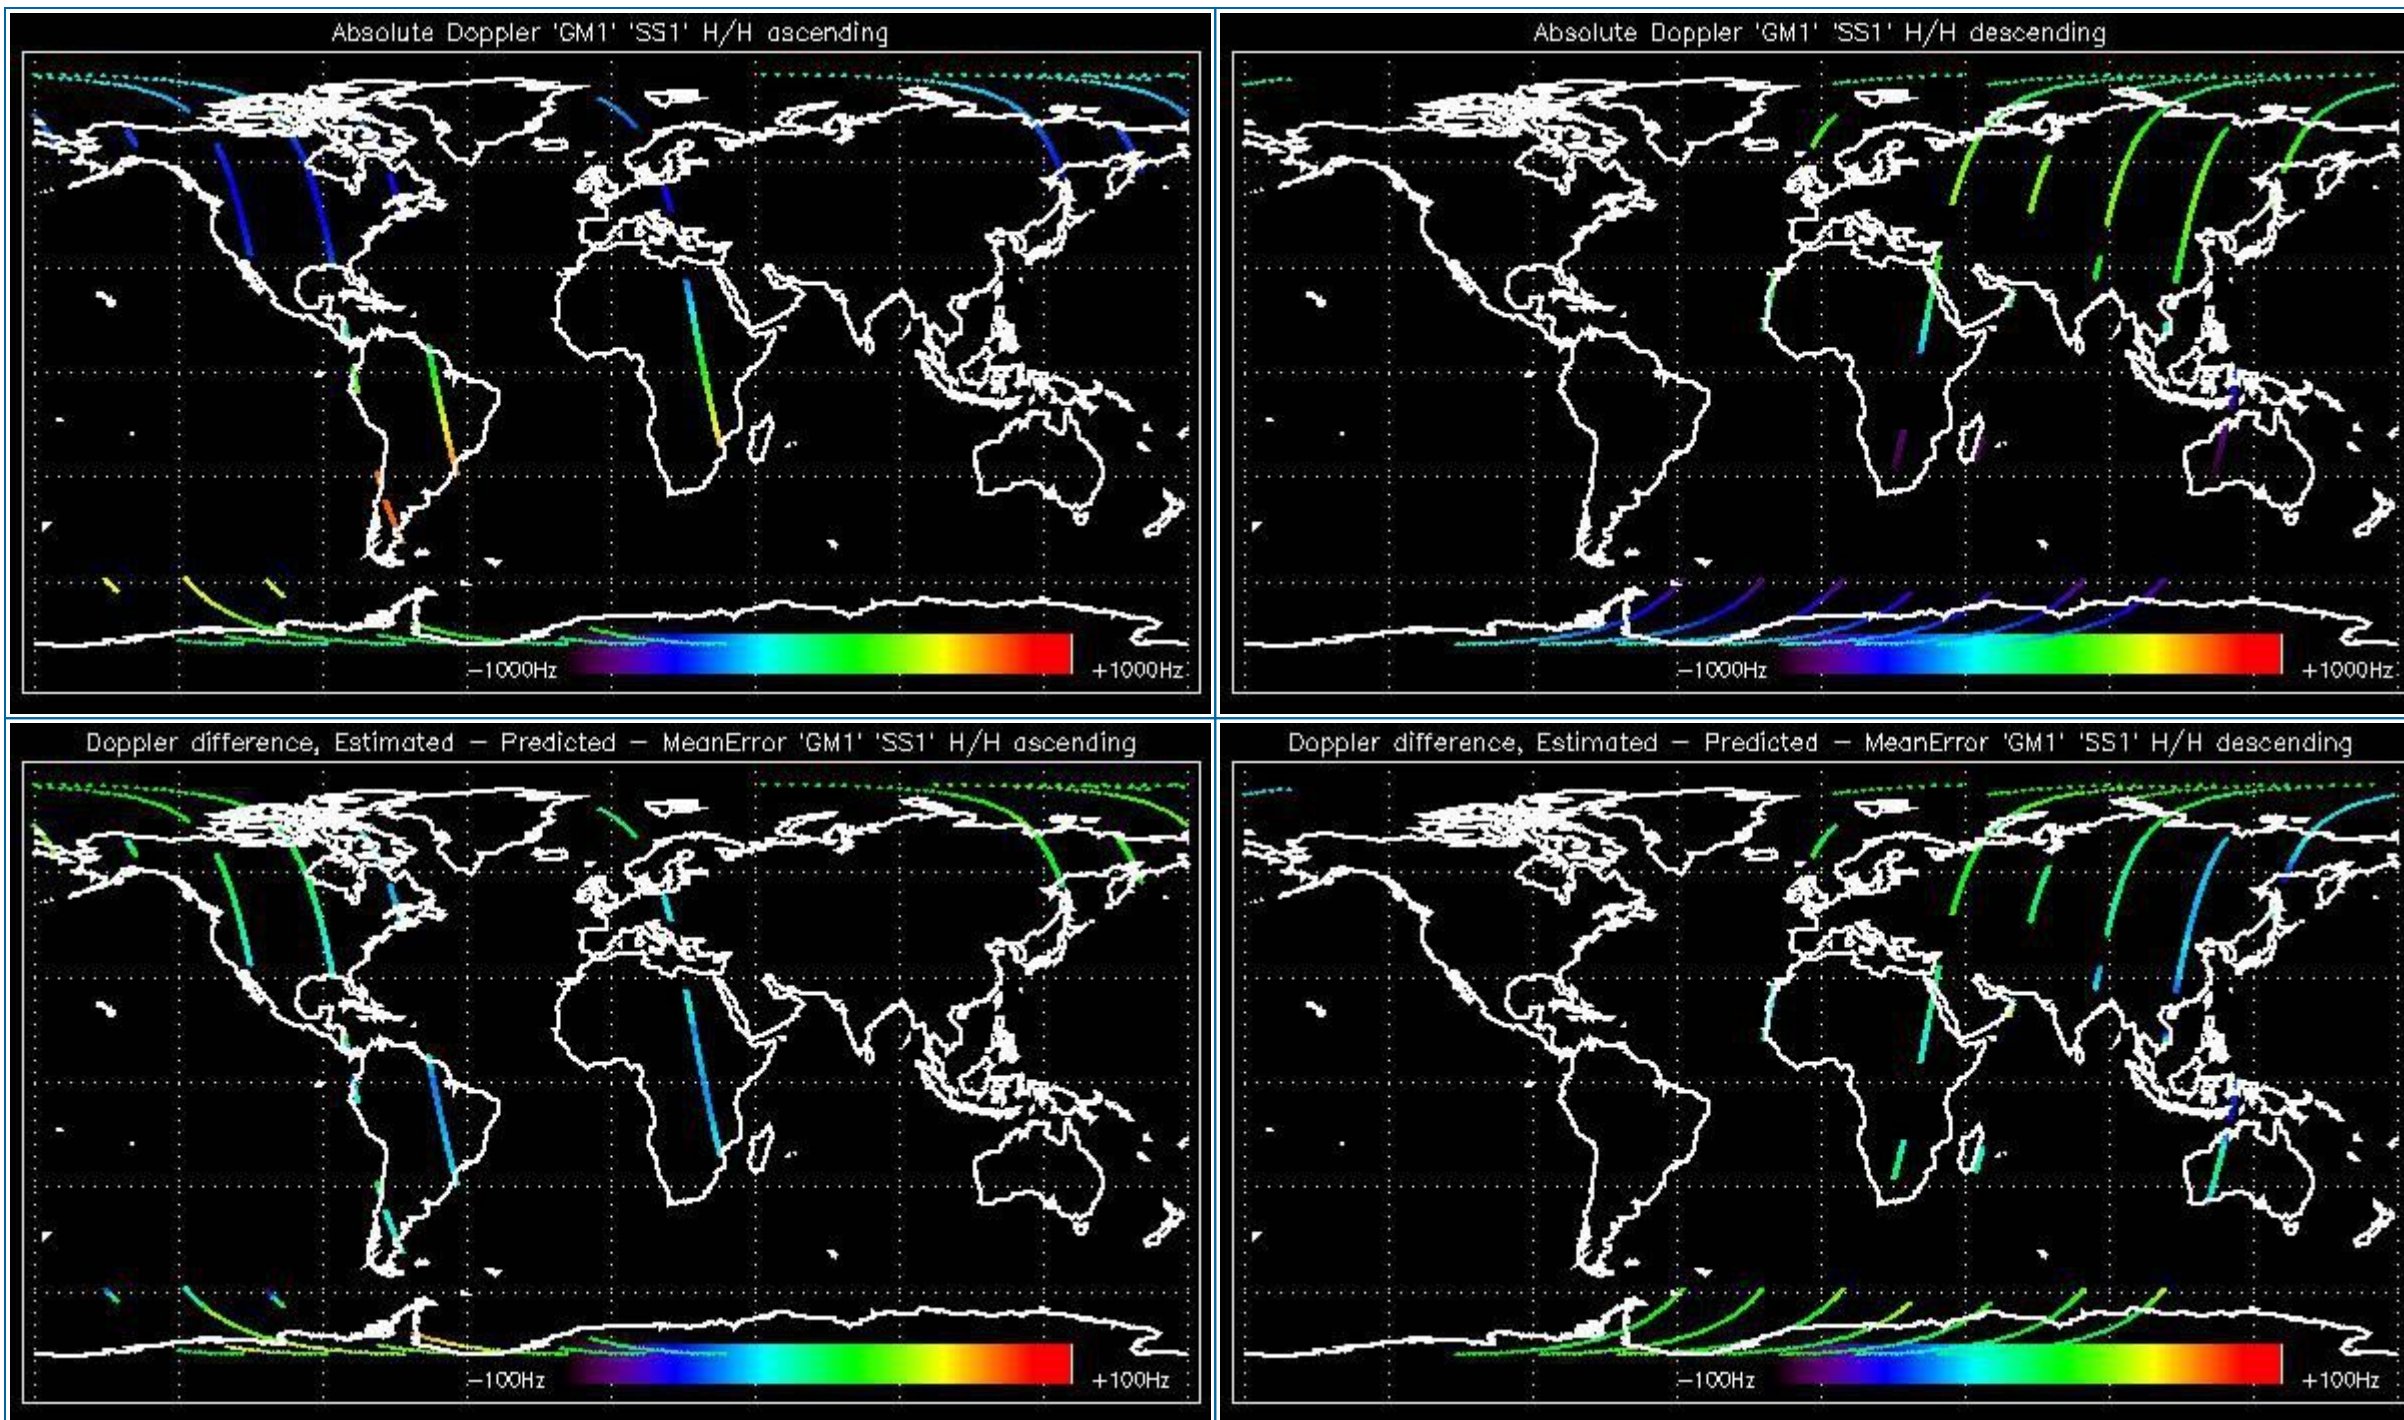 Absolute Doppler 'GM1' 'SS1' H/H ascending
−1000Hz
+1000Hz
Absolute Doppler 'GM1' 'SS1' H/H descending
−1000Hz
+1000Hz
Doppler difference, Estimated − Predicted − MeanError 'GM1' 'SS1' H/H ascending
−100Hz
+100Hz
Doppler difference, Estimated − Predicted − MeanError 'GM1' 'SS1' H/H descending
−100Hz
+100Hz